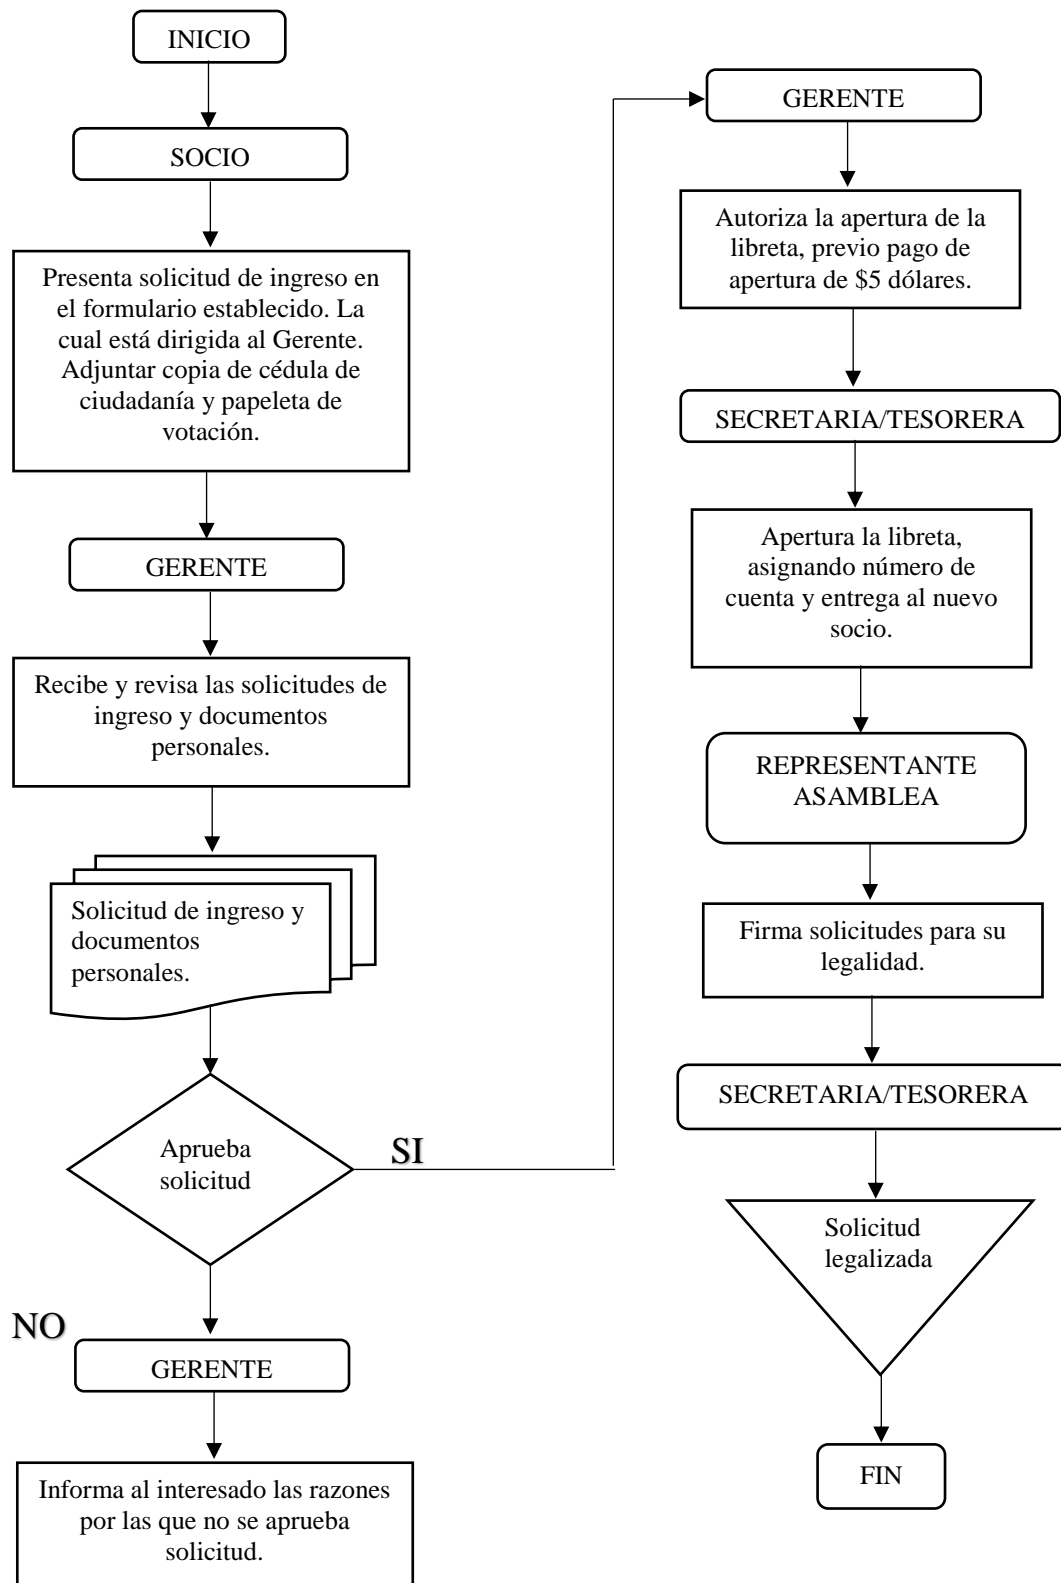 INICIO
SOCIO
Presenta solicitud de ingreso en
el formulario establecido. La
cual está dirigida al Gerente.
Adjuntar copia de cédula de
ciudadanía y papeleta de
votación.
GERENTE
Recibe y revisa las solicitudes de
ingreso y documentos
personales.
Solicitud de ingreso y
documentos
personales.
Aprueba
solicitud
SI
NO
GERENTE
Informa al interesado las razones
por las que no se aprueba
solicitud.
GERENTE
Autoriza la apertura de la
libreta, previo pago de
apertura de $5 dólares.
SECRETARIA/TESORERA
Apertura la libreta,
asignando número de
cuenta y entrega al nuevo
socio.
REPRESENTANTE
ASAMBLEA
Firma solicitudes para su
legalidad.
SECRETARIA/TESORERA
Solicitud
legalizada
FIN